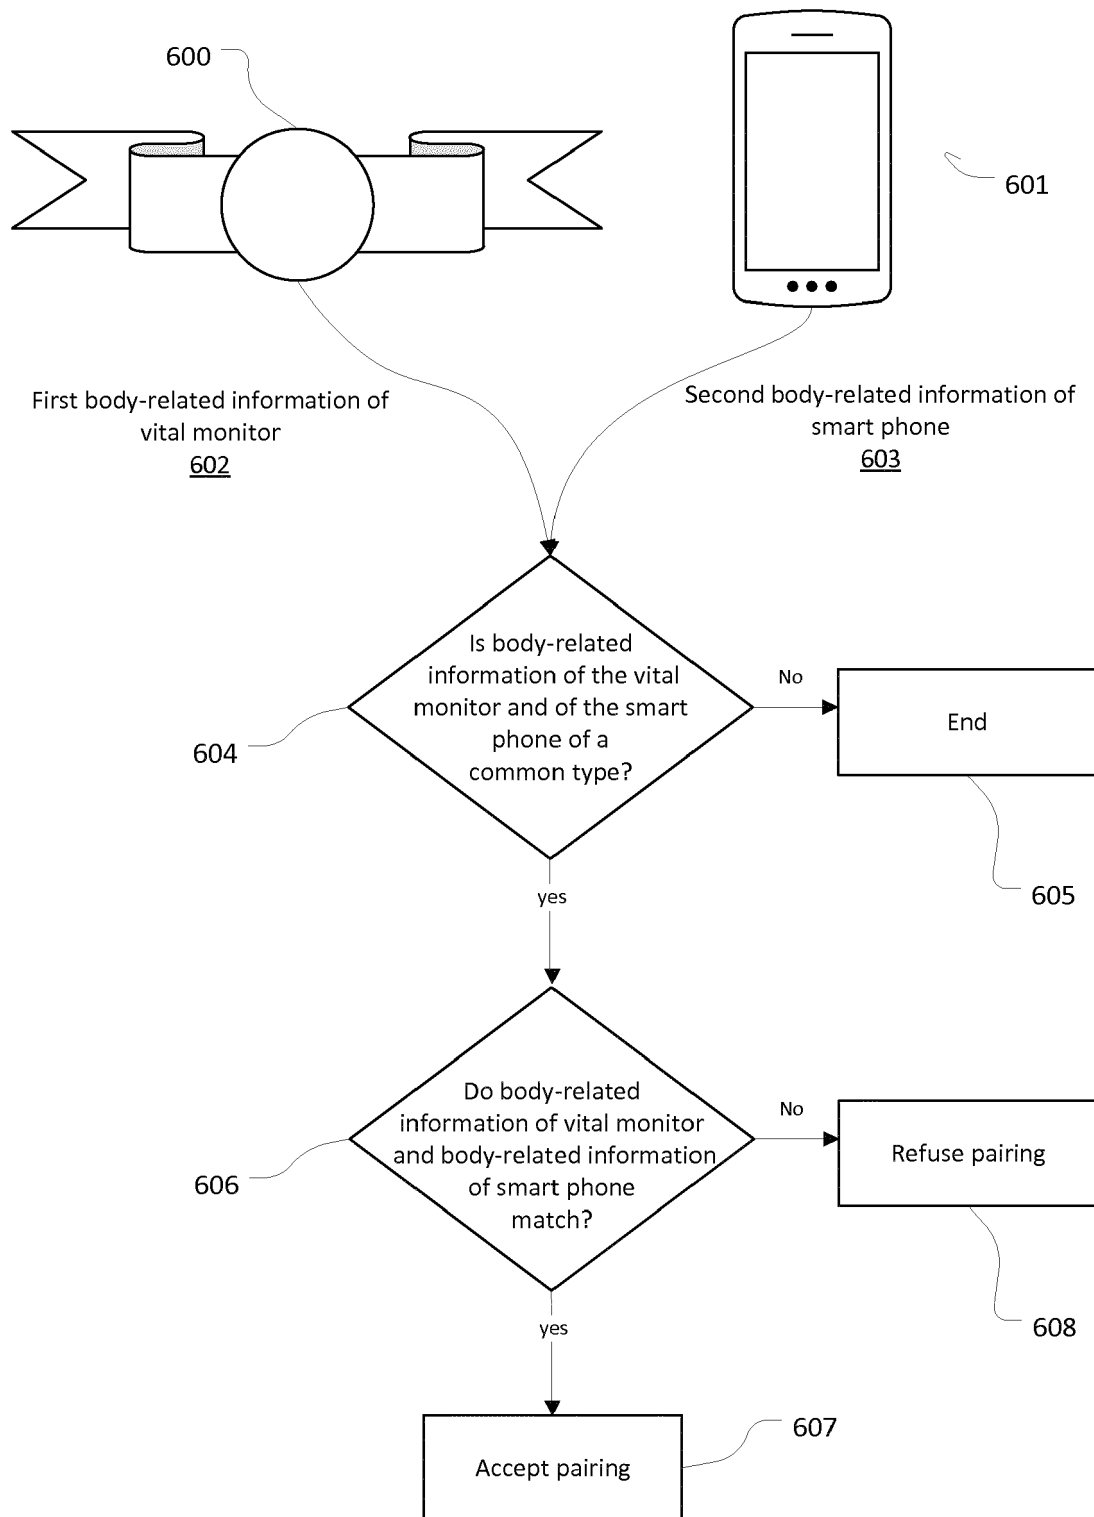 600
601
First body-related information of
vital monitor
602
Second body-related information of
smart phone
603
Is body-related
information of the vital
monitor and of the smart
phone of a
common type?
No
End
604
605
yes
Do body-related
information of vital monitor
and body-related information
of smart phone
match?
No
Refuse pairing
606
608
yes
607
Accept pairing